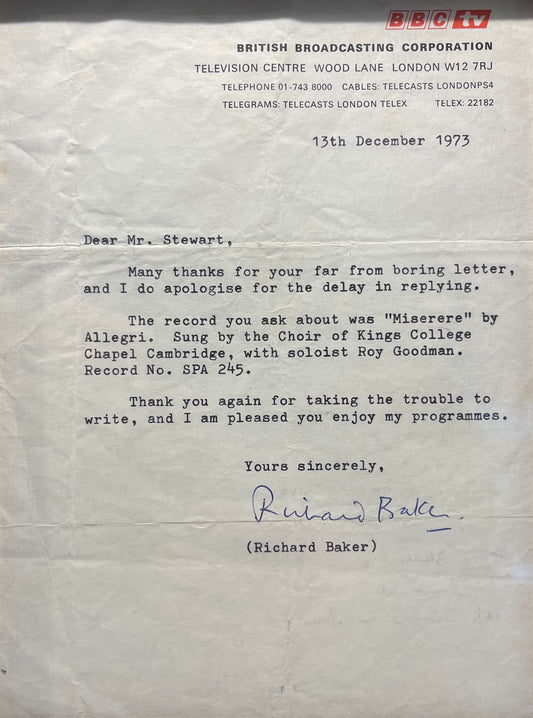 BBC tv
BRITISH BROADCASTING CORPORATION
TELEVISION CENTRE WOOD LANE LONDON W12 7RJ
TELEPHONE 01-743 8000 CABLES: TELECASTS LONDONPS4
TELEGRAMS: TELECASTS LONDON TELEX TELEX: 22182
13th December 1973
Dear Mr. Stewart,
Many thanks for your far from boring letter,
and I do apologise for the delay in replying.
The record you ask about was "Miserere" by
Allegri. Sung by the Choir of Kings College
Chapel Cambridge, with soloist Roy Goodman.
Record No. SPA 245.
Thank you again for taking the trouble to
write, and I am pleased you enjoy my programmes.
Yours sincerely,
Richard Baker.
(Richard Baker)